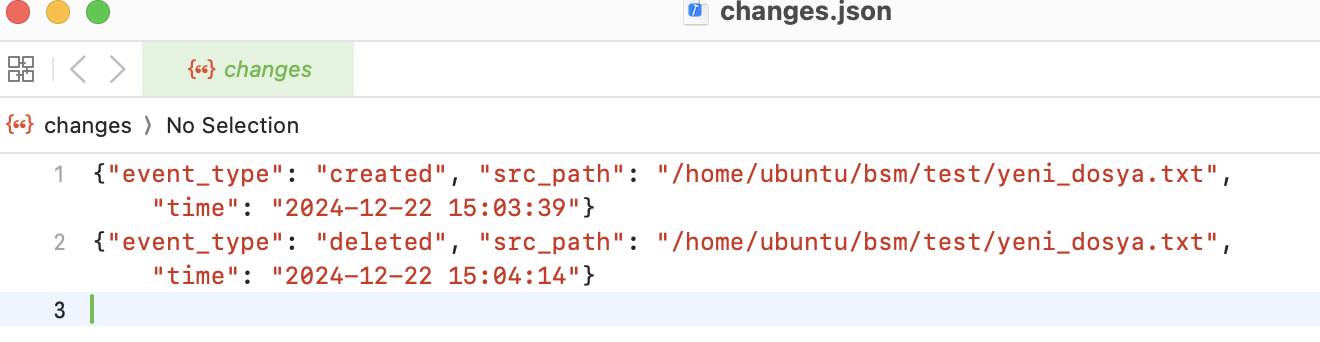 changes.json
changes
changes 〉 No Selection
1 {"event_type": "created", "src_path": "/home/ubuntu/bsm/test/yeni_dosya.txt",
"time": "2024-12-22 15:03:39"}
2 {"event_type": "deleted", "src_path": "/home/ubuntu/bsm/test/yeni_dosya.txt",
"time": "2024-12-22 15:04:14"}
3